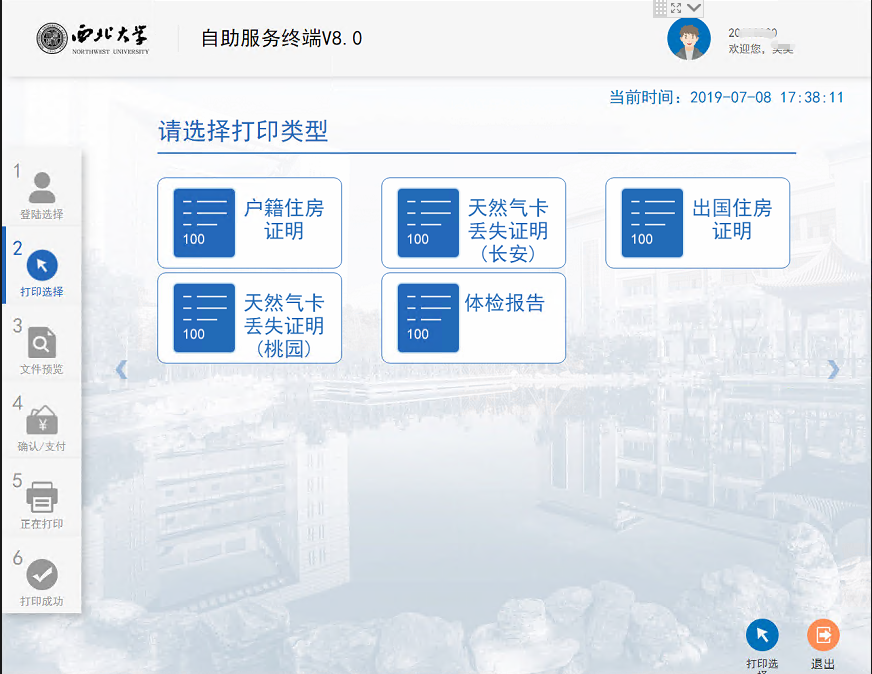 西北大学
NORTHWEST UNIVERSITY
自助服务终端V8.0
欢迎您,
当前时间: 2019-07-08 17:38:11
请选择打印类型
1
登陆选择
2
打印选择
3
文件预览
4
¥
确认/支付
5
正在打印
6
打印成功
100
户籍住房
证明
100
天然气卡
丢失证明
(长安)
100
出国住房
证明
100
天然气卡
丢失证明
(桃园)
100
体检报告
打印选
退出